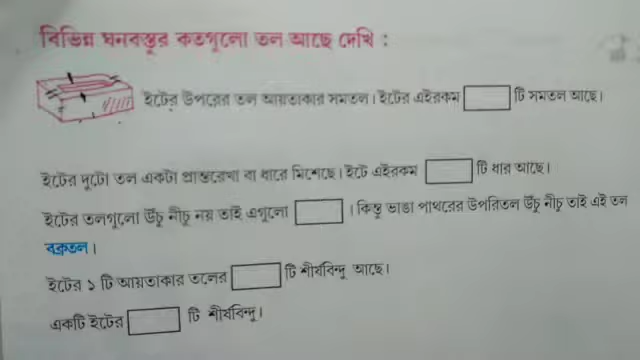 বিভিন্ন ঘনবস্তুর কতগুলো তল আছে দেখি :
ইটের উপরের তল আয়তাকার সমতল। ইটের এইরকম টি সমতল আছে।
ইটের দুটো তল একটা প্রান্তরেখা বা ধারে মিশেছে। ইটে এইরকম টি ধার আছে।
ইটের তলগুলো উঁচু নীচু নয় তাই এগুলো । কিন্তু ভাঙা পাথরের উপরিতল উঁচু নীচু তাই এই তল
বক্রতল।
ইটের ১ টি আয়তাকার তলের টি শীর্ষবিন্দু আছে।
একটি ইটের টি শীর্ষবিন্দু।